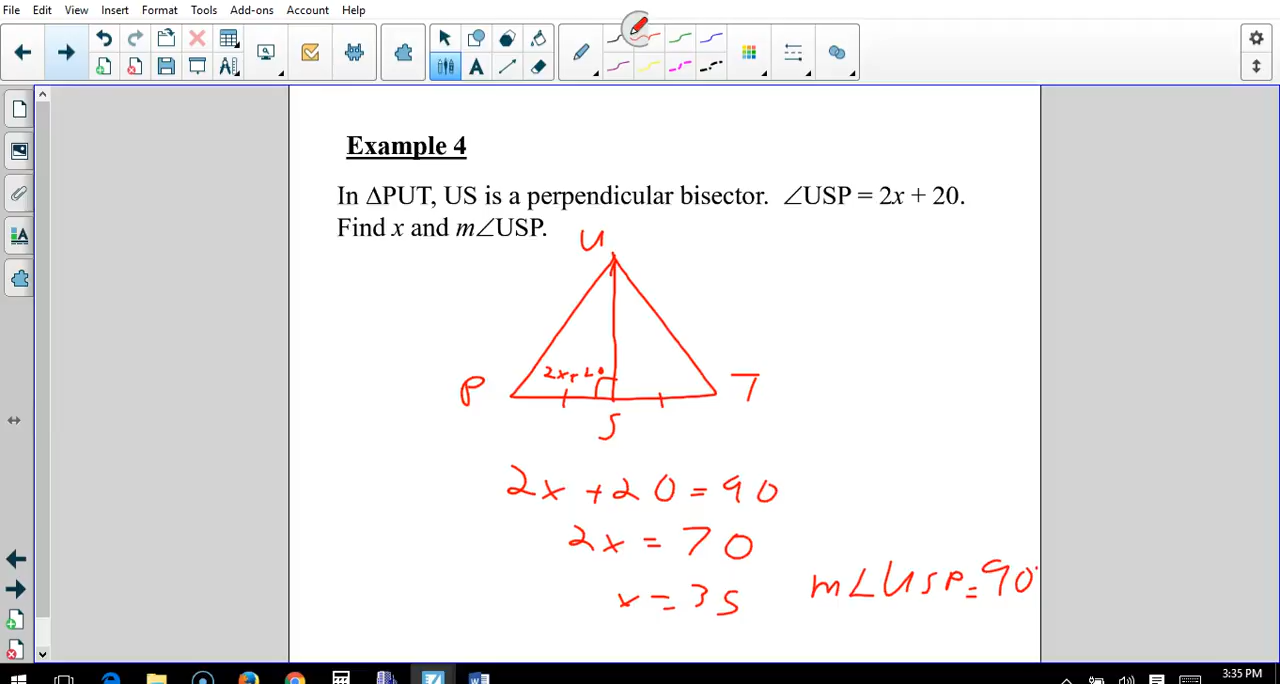 File Edit View Insert Format Tools Add-ons Account Help
Example 4
In ΔPUT, US is a perpendicular bisector. ∠USP = 2x + 20.
Find x and m∠USP.
U
2x+20
P
T
S
2x + 20 = 90
2x = 70
x = 35
m∠USP = 90°
3:35 PM